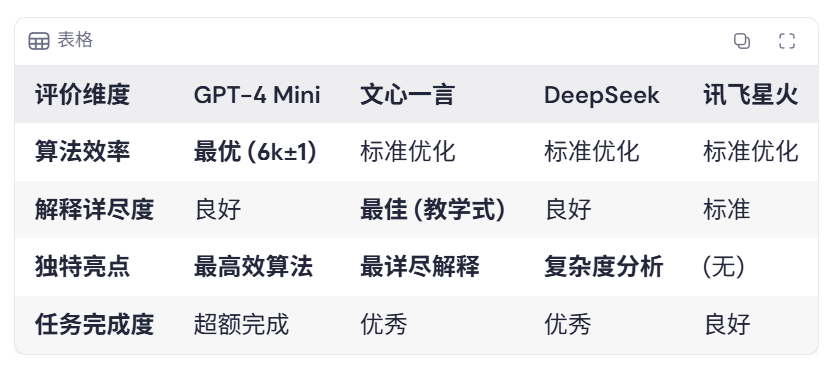 表格
评价维度 GPT-4 Mini 文心一言 DeepSeek 讯飞星火
算法效率 最优 (6k±1) 标准优化 标准优化 标准优化
解释详尽度 良好 最佳 (教学式) 良好 标准
独特亮点 最高效算法 最详尽解释 复杂度分析 (无)
任务完成度 超额完成 优秀 优秀 良好